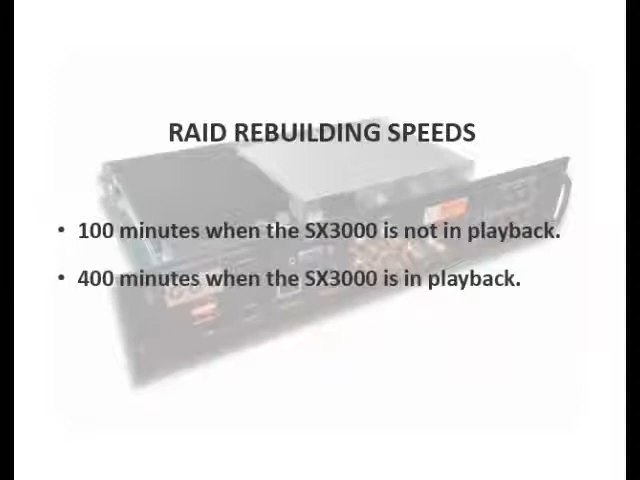 RAID REBUILDING SPEEDS
• 100 minutes when the SX3000 is not in playback.
• 400 minutes when the SX3000 is in playback.